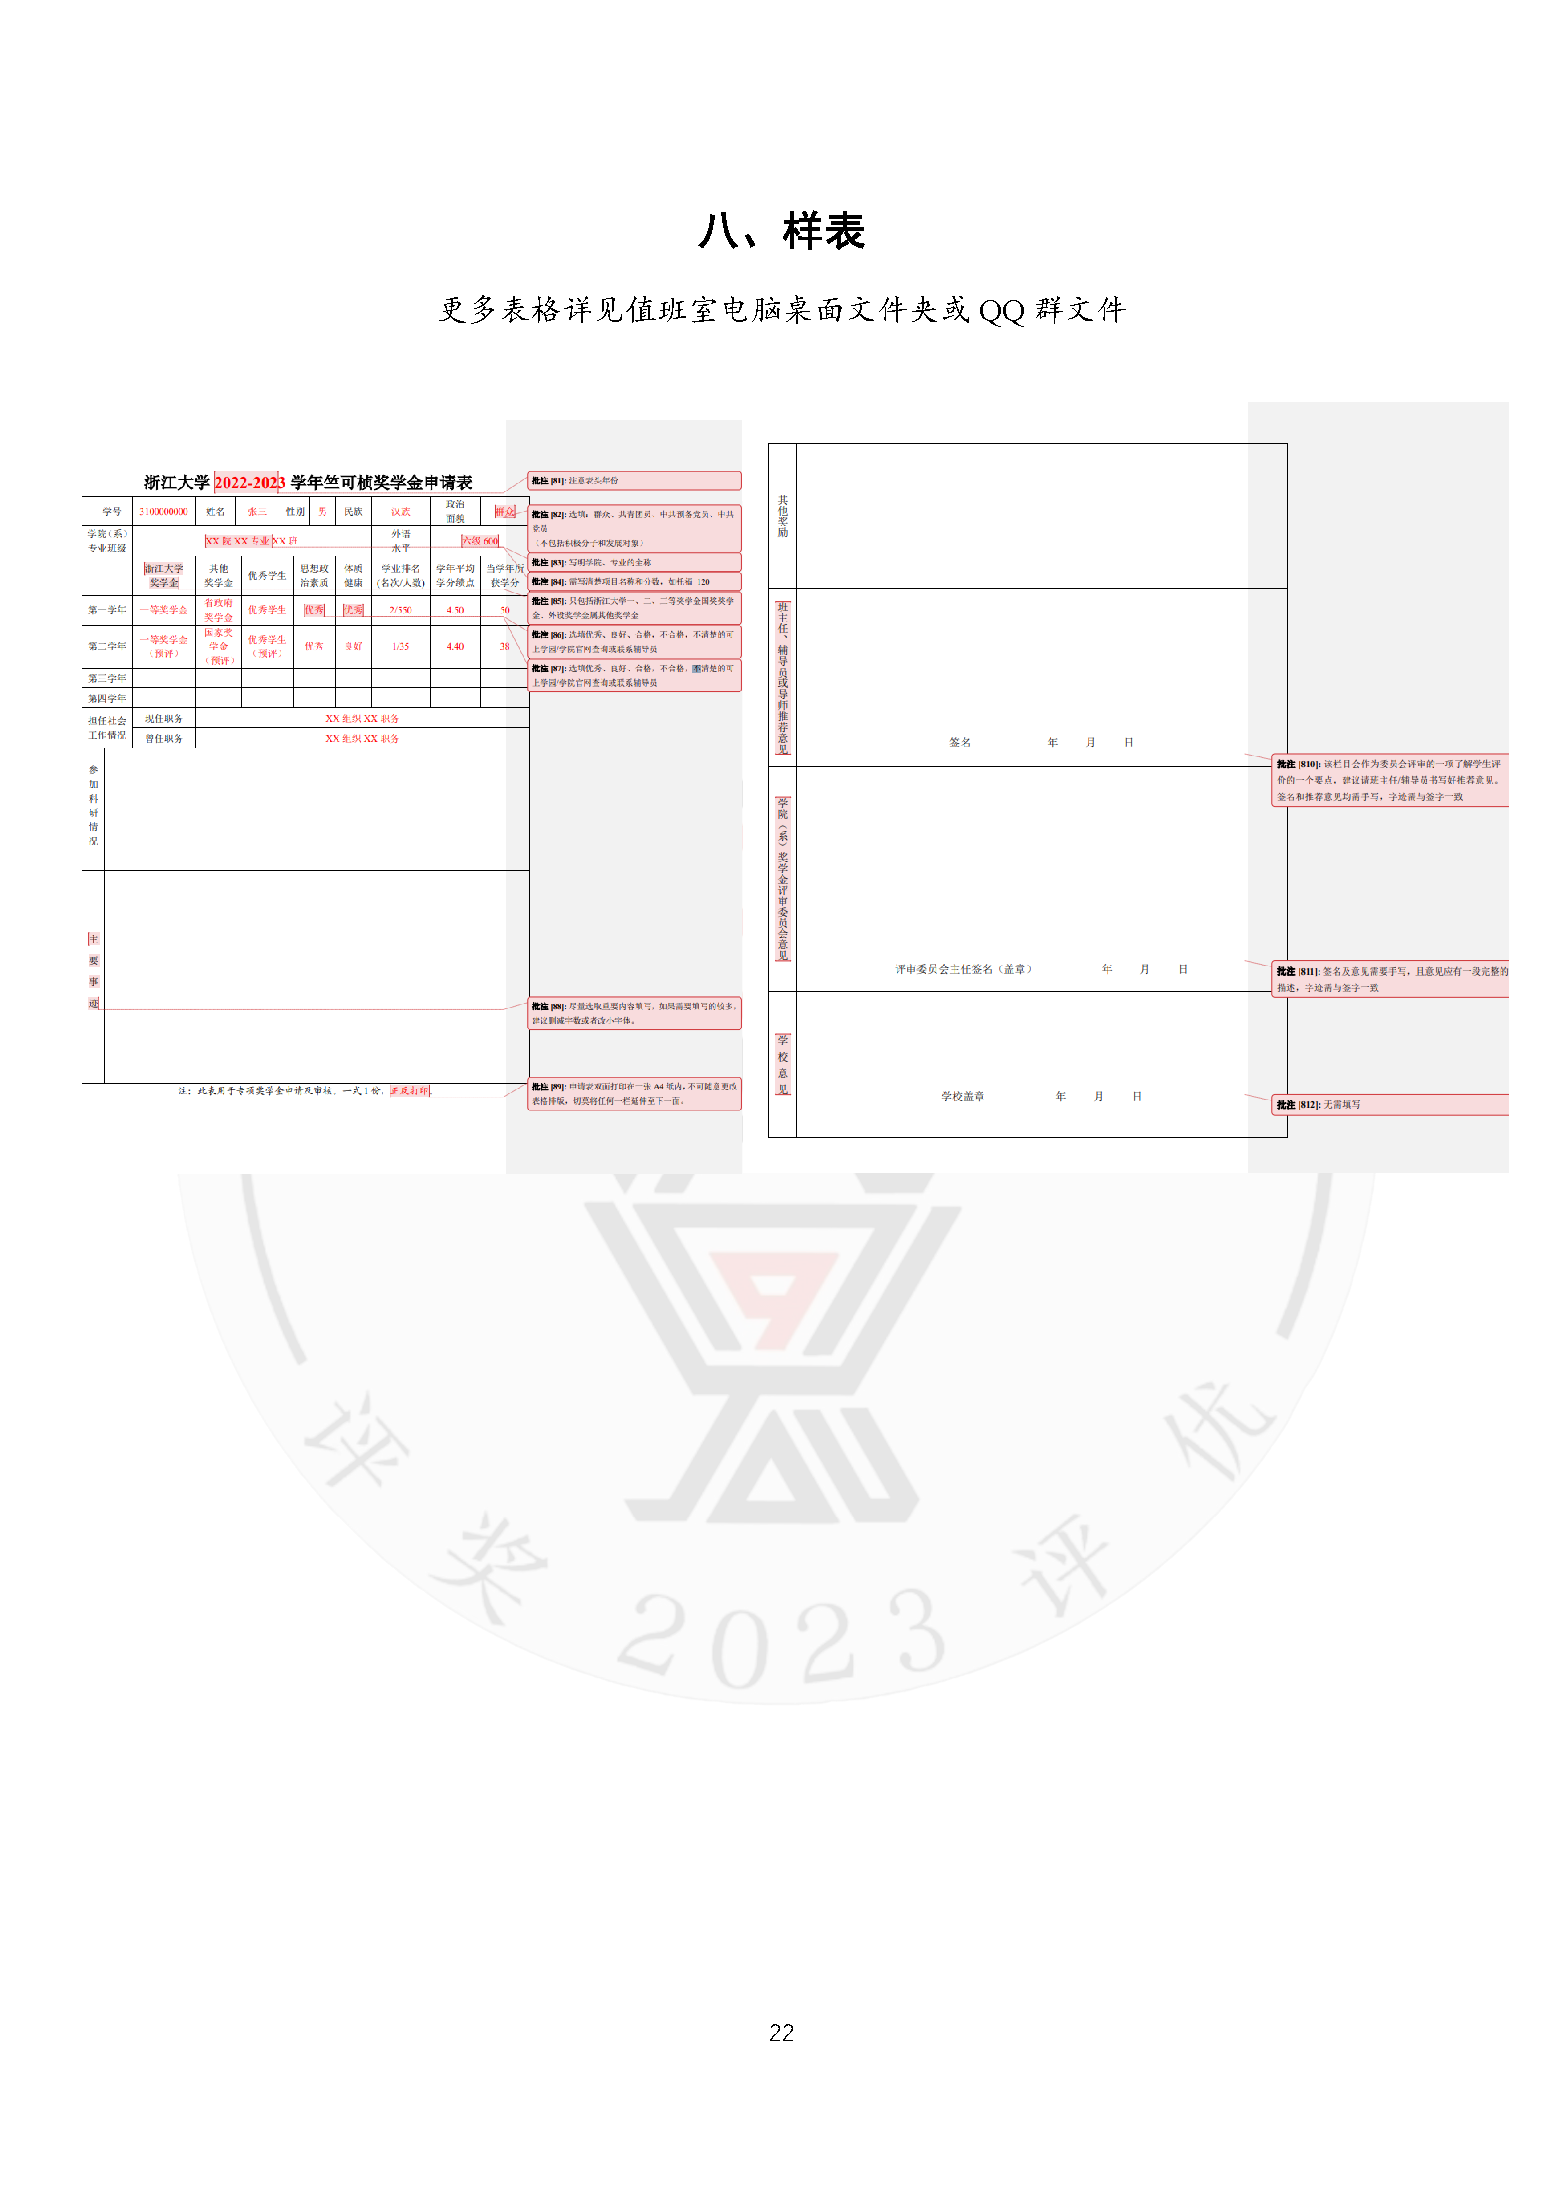 八、样表
更多表格详见值班室电脑桌面文件夹或 QQ 群文件
浙江大学 2022-2023 学年竺可桢奖学金申请表
学号 3100000000 姓名 张三 性别 男 民族 汉族 政治面貌 群众
学院（系）专业班级 XX 院 XX 专业 XX 班 外语水平 六级 600
浙江大学奖学金 其他奖学金 优秀学生 思想政治素质 体质健康 学业排名(名次/人数) 学年平均学分绩点 当学年所获学分
第一学年 一等奖学金 省政府奖学金 优秀学生 优秀 优秀 2/550 4.50 50
第二学年 一等奖学金（预评） 国家奖学金（预评） 优秀学生（预评） 优秀 良好 1/35 4.40 38
第三学年
第四学年
担任社会工作情况 现任职务 XX 组织 XX 职务
曾任职务 XX 组织 XX 职务
参加科研情况
主要事迹
注：此表用于专项奖学金申请及审核，一式 1 份，正反打印。
批注 [81]: 注意表头年份
批注 [82]: 选填：群众、共青团员、中共预备党员、中共
党员
（不包括积极分子和发展对象）
批注 [83]: 写明学院、专业的全称
批注 [84]: 需写清楚项目名称和分数，如托福 120
批注 [85]: 只包括浙江大学一、二、三等奖学金国奖奖学
金、外设奖学金属其他奖学金
批注 [86]: 选填优秀、良好、合格，不合格，不清楚的可
上学园/学院官网查询或联系辅导员
批注 [87]: 选填优秀、良好、合格，不合格，不清楚的可
上学园/学院官网查询或联系辅导员
批注 [88]: 尽量选取重要内容填写，如果需要填写的较多，
建议删减字数或者改小字体。
批注 [89]: 申请表双面打印在一张 A4 纸内，不可随意更改
表格排版，切莫将任何一栏延伸至下一面。
其他奖励
班主任、辅导员或导师推荐意见
签名 年 月 日
批注 [810]: 该栏目会作为委员会评审的一项了解学生评
价的一个要点，建议请班主任/辅导员书写好推荐意见。
签名和推荐意见均需手写，字迹需与签字一致
学院（系）奖学金评审委员会意见
评审委员会主任签名（盖章） 年 月 日
批注 [811]: 签名及意见需要手写，且意见应有一段完整的
描述，字迹需与签字一致
学校意见
学校盖章 年 月 日
批注 [812]: 无需填写
评奖 2023 评优
22